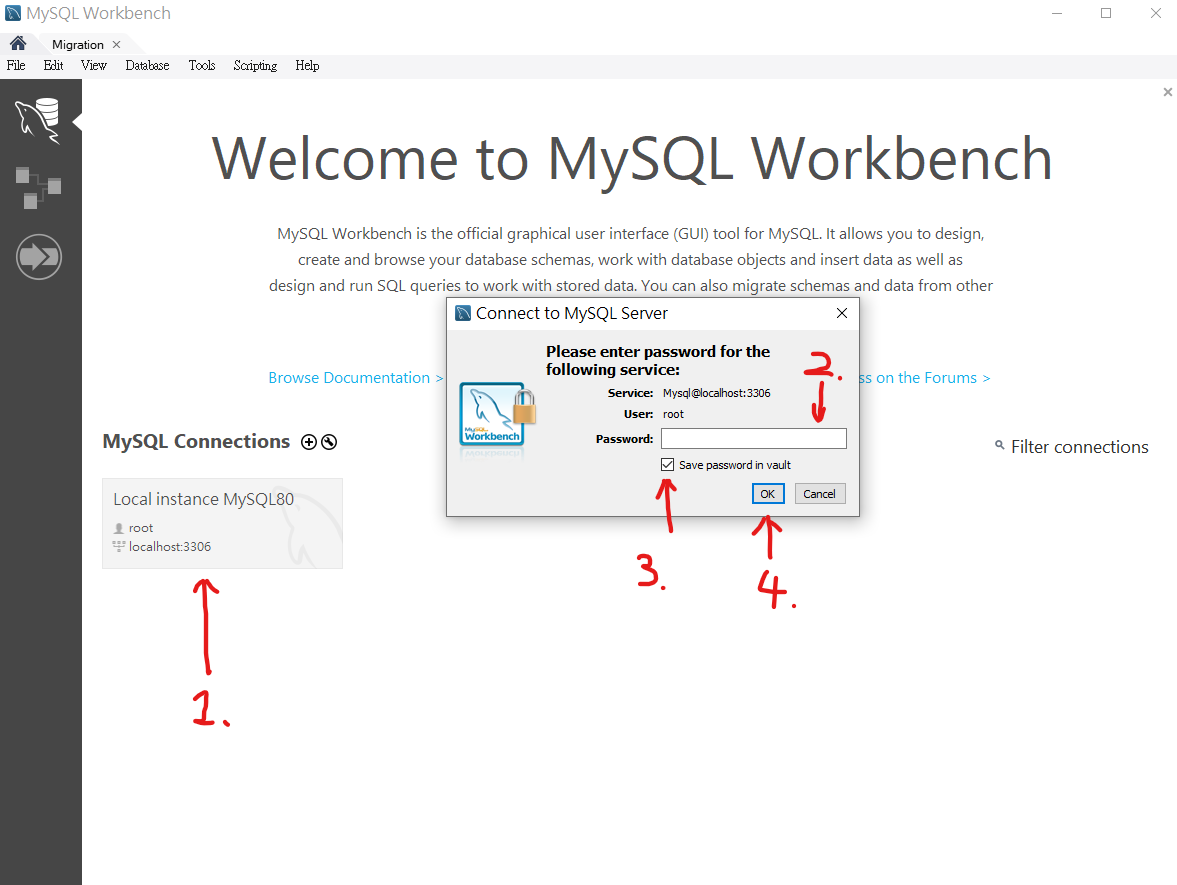 MySQL Workbench
Migration
File Edit View Database Tools Scripting Help
Welcome to MySQL Workbench
MySQL Workbench is the official graphical user interface (GUI) tool for MySQL. It allows you to design,
create and browse your database schemas, work with database objects and insert data as well as
design and run SQL queries to work with stored data. You can also migrate schemas and data from other
Connect to MySQL Server
Please enter password for the
following service:
Service: Mysql@localhost:3306
User: root
Password:
Save password in vault
OK Cancel
MySQL
Workbench
2.
Browse Documentation >
ss on the Forums >
MySQL Connections
Filter connections
Local instance MySQL80
root
localhost:3306
3.
4.
1.